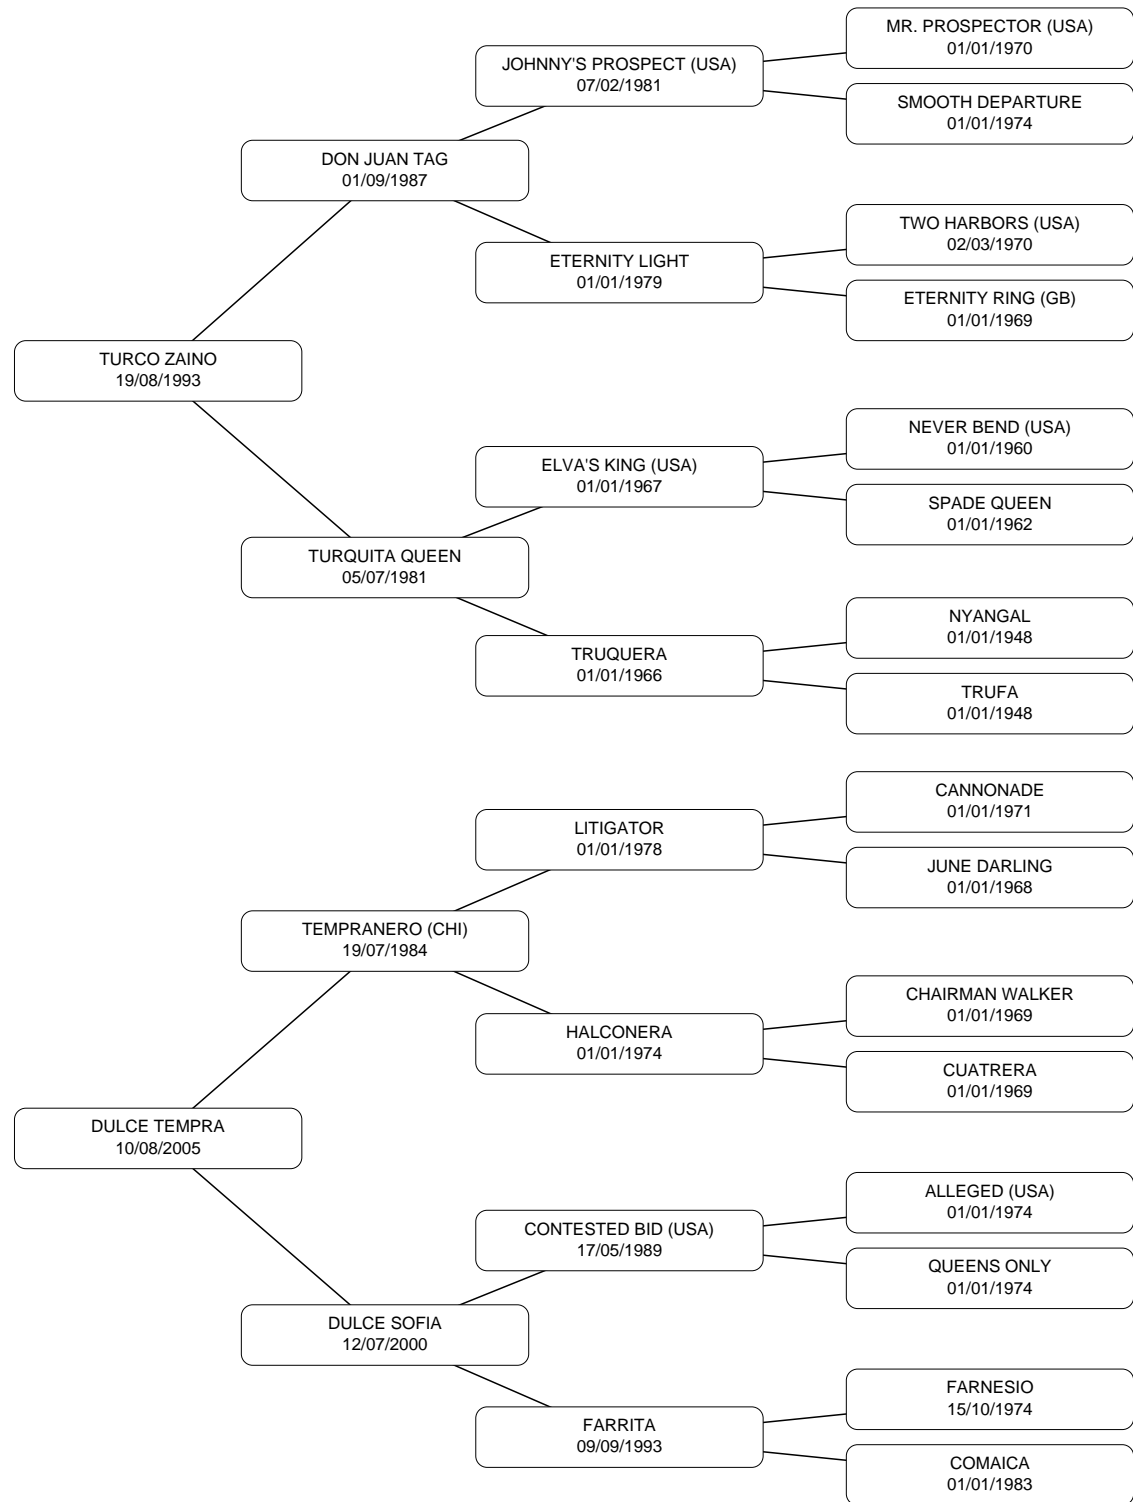 MR. PROSPECTOR (USA)
01/01/1970
JOHNNY'S PROSPECT (USA)
07/02/1981
SMOOTH DEPARTURE
01/01/1974
DON JUAN TAG
01/09/1987
TWO HARBORS (USA)
02/03/1970
ETERNITY LIGHT
01/01/1979
ETERNITY RING (GB)
01/01/1969
TURCO ZAINO
19/08/1993
NEVER BEND (USA)
01/01/1960
ELVA'S KING (USA)
01/01/1967
SPADE QUEEN
01/01/1962
TURQUITA QUEEN
05/07/1981
NYANGAL
01/01/1948
TRUQUERA
01/01/1966
TRUFA
01/01/1948
CANNONADE
01/01/1971
LITIGATOR
01/01/1978
JUNE DARLING
01/01/1968
TEMPRANERO (CHI)
19/07/1984
CHAIRMAN WALKER
01/01/1969
HALCONERA
01/01/1974
CUATRERA
01/01/1969
DULCE TEMPRA
10/08/2005
ALLEGED (USA)
01/01/1974
CONTESTED BID (USA)
17/05/1989
QUEENS ONLY
01/01/1974
DULCE SOFIA
12/07/2000
FARNESIO
15/10/1974
FARRITA
09/09/1993
COMAICA
01/01/1983